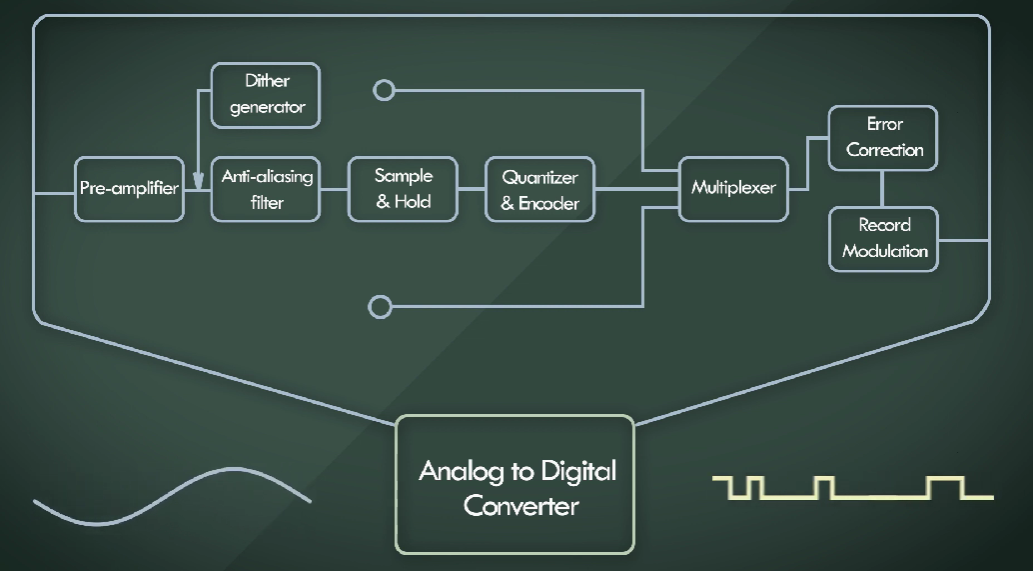 Dither
generator
Pre-amplifier
Anti-aliasing
filter
Sample
& Hold
Quantizer
& Encoder
Multiplexer
Error
Correction
Record
Modulation
Analog to Digital
Converter